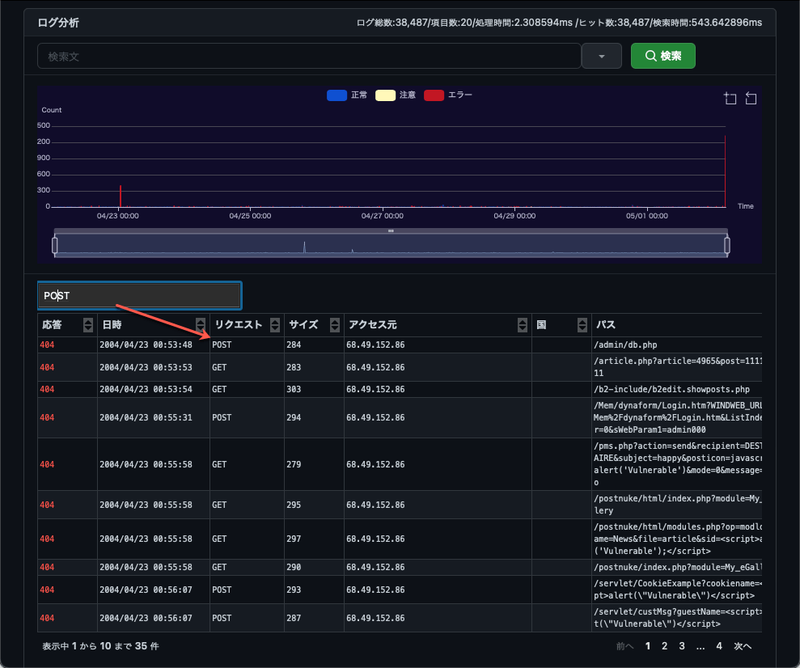 ログ分析
ログ総数:38,487/項目数:20/処理時間:2.308594ms /ヒット数:38,487/検索時間:543.642896ms
検索文
検索
正常 注意 エラー
Count
500
200
900
600
300
0
04/23 00:00 04/25 00:00 04/27 00:00 04/29 00:00 05/01 00:00
Time
POST
応答 日時 リクエスト サイズ アクセス元 国 パス
404 2004/04/23 00:53:48 POST 284 68.49.152.86 /admin/db.php
404 2004/04/23 00:53:53 GET 283 68.49.152.86 /article.php?article=4965&post=1111
11
404 2004/04/23 00:53:54 GET 303 68.49.152.86 /b2-include/b2edit.showposts.php
404 2004/04/23 00:55:31 POST 294 68.49.152.86 /Mem/dynaform/Login.htm?WINDWEB_URL
Mem%2Fdynaform%2FLogin.htm&ListInde
r=0&sWebParam1=admin000
404 2004/04/23 00:55:58 GET 279 68.49.152.86 /pms.php?action=send&recipient=DEST
AIRE&subject=happy&posticon=javascr
alert('Vulnerable')&mode=0&message=
o
404 2004/04/23 00:55:58 GET 295 68.49.152.86 /postnuke/html/index.php?module=My_
lery
404 2004/04/23 00:55:58 GET 297 68.49.152.86 /postnuke/html/modules.php?op=modlo
ame=News&file=article&sid=<script>a
('Vulnerable');</script>
404 2004/04/23 00:55:58 GET 290 68.49.152.86 /postnuke/index.php?module=My_eGall
404 2004/04/23 00:56:07 POST 293 68.49.152.86 /servlet/CookieExample?cookiename=<
pt>alert(\"Vulnerable\")</script>
404 2004/04/23 00:56:07 POST 287 68.49.152.86 /servlet/custMsg?guestName=<script>
t(\"Vulnerable\")</script>
表示中 1 から 10 まで 35 件
前へ 1 2 3 … 4 次へ